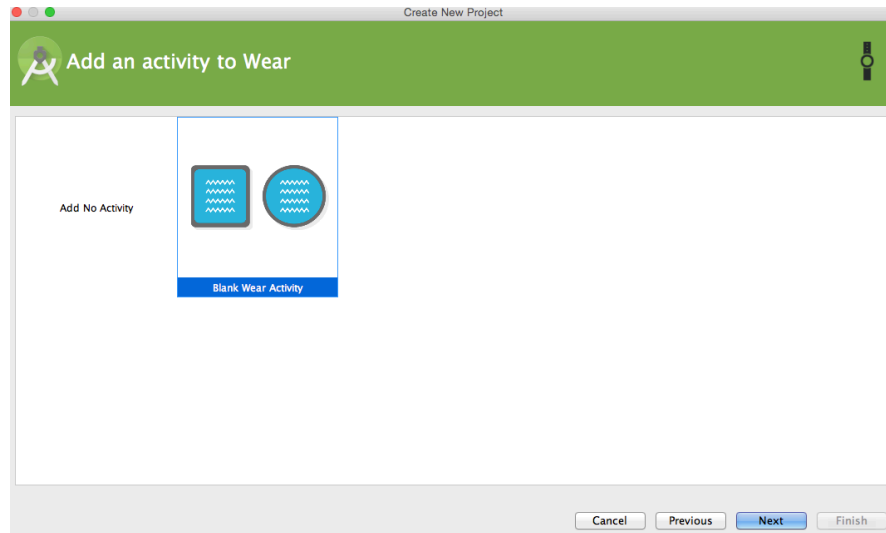 Create New Project
Add an activity to Wear
Add No Activity
Blank Wear Activity
Cancel
Previous
Next
Finish